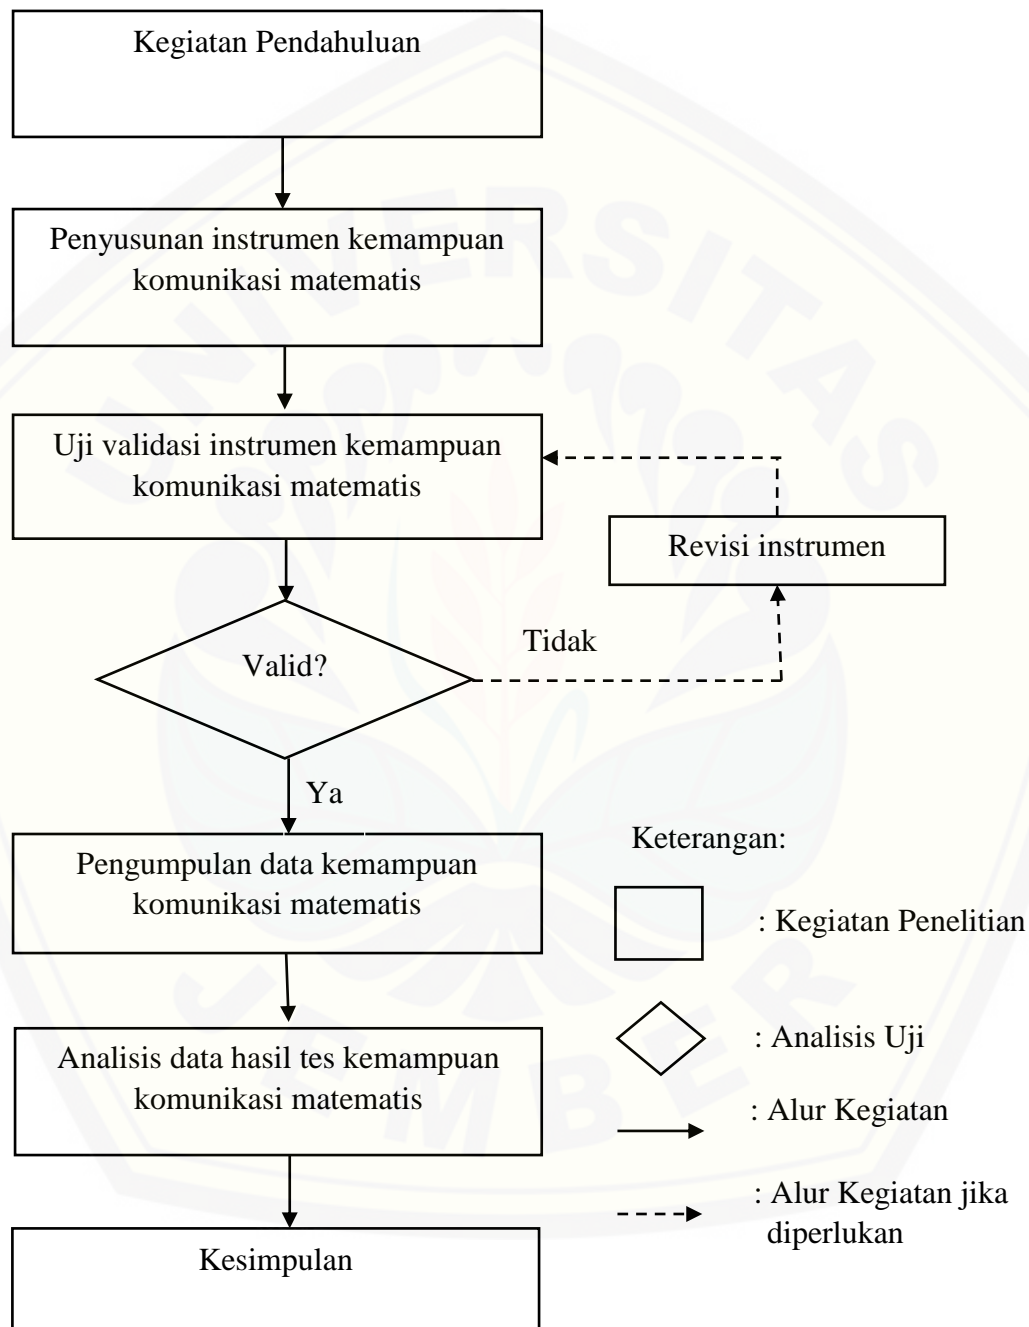 Kegiatan Pendahuluan
Penyusunan instrumen kemampuan
komunikasi matematis
Uji validasi instrumen kemampuan
komunikasi matematis
Revisi instrumen
Valid?
Tidak
Ya
Pengumpulan data kemampuan
komunikasi matematis
Analisis data hasil tes kemampuan
komunikasi matematis
Kesimpulan
Keterangan:
: Kegiatan Penelitian
: Analisis Uji
: Alur Kegiatan
: Alur Kegiatan jika
diperlukan
UNIVERSITAS
JEMBER